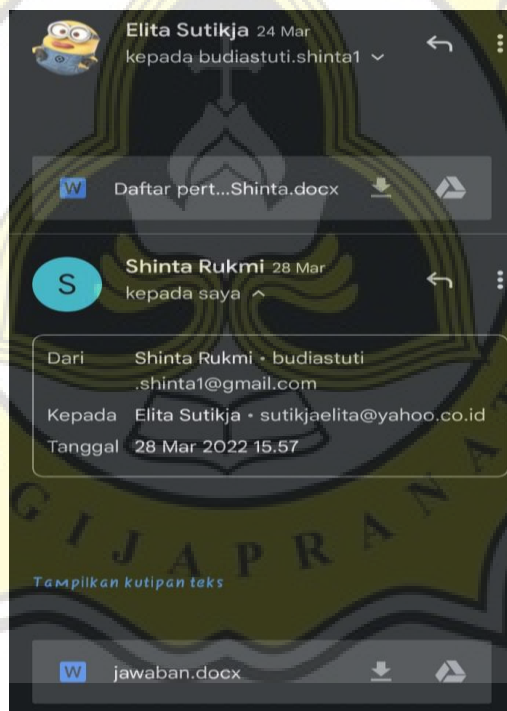 Elita Sutikja 24 Mar
kepada budiastuti.shinta1
W Daftar pert...Shinta.docx
S Shinta Rukmi 28 Mar
kepada saya
Dari Shinta Rukmi • budiastuti
.shinta1@gmail.com
Kepada Elita Sutikja • sutikjaelita@yahoo.co.id
Tanggal 28 Mar 2022 15.57
GIJAPRANAT
Tampilkan kutipan teks
W jawaban.docx